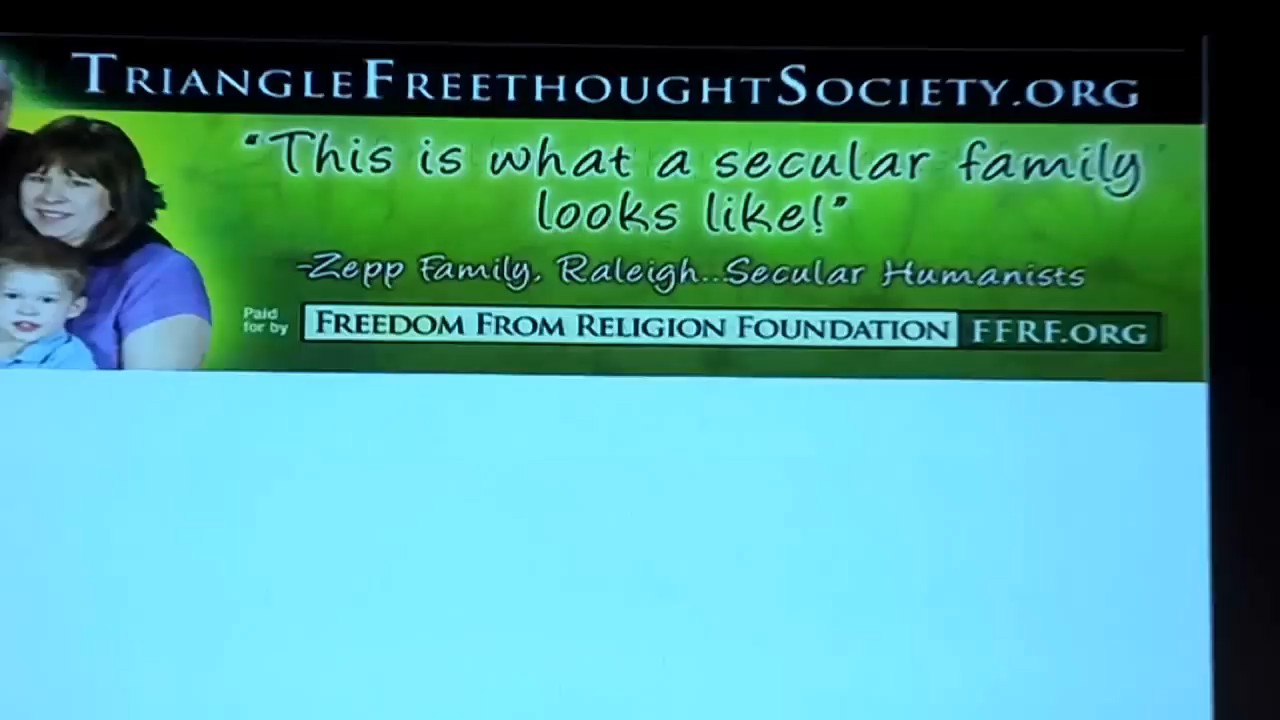 TRIANGLEFREETHOUGHTSOCIETY.ORG
"This is what a secular family
looks like!"
-Zepp Family, Raleigh...Secular Humanists
Paid
for by
FREEDOM FROM RELIGION FOUNDATION FFRF.ORG